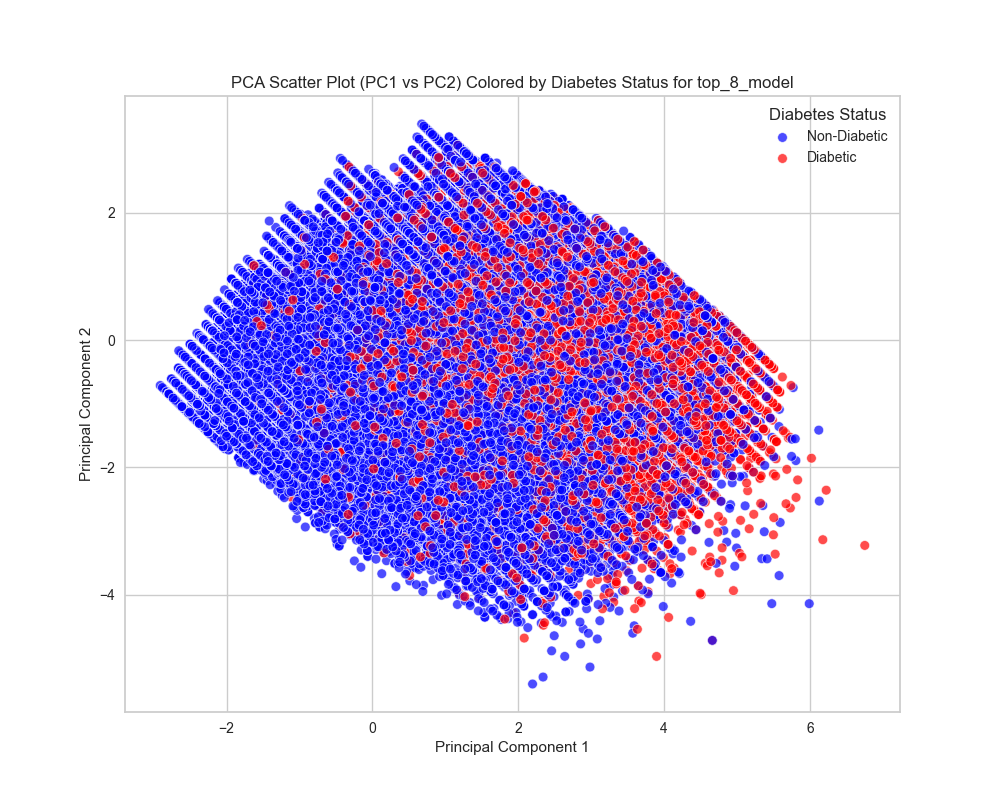 PCA Scatter Plot (PC1 vs PC2) Colored by Diabetes Status for top_8_model
Diabetes Status
Non-Diabetic
Diabetic
2
0
−2
−4
Principal Component 2
−2
0
2
4
6
Principal Component 1